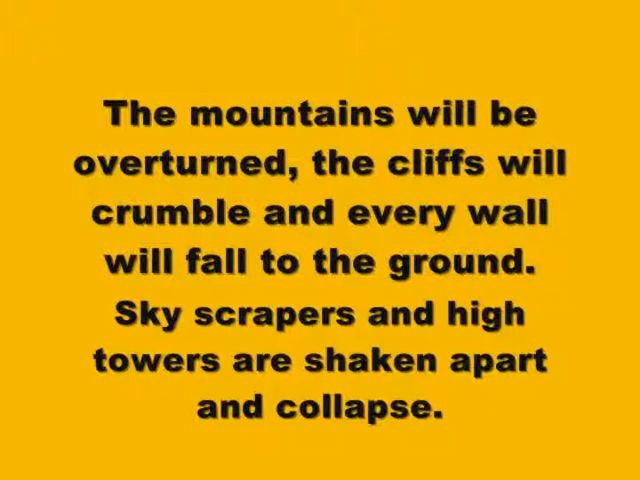 The mountains will be
overturned, the cliffs will
crumble and every wall
will fall to the ground.
Sky scrapers and high
towers are shaken apart
and collapse.